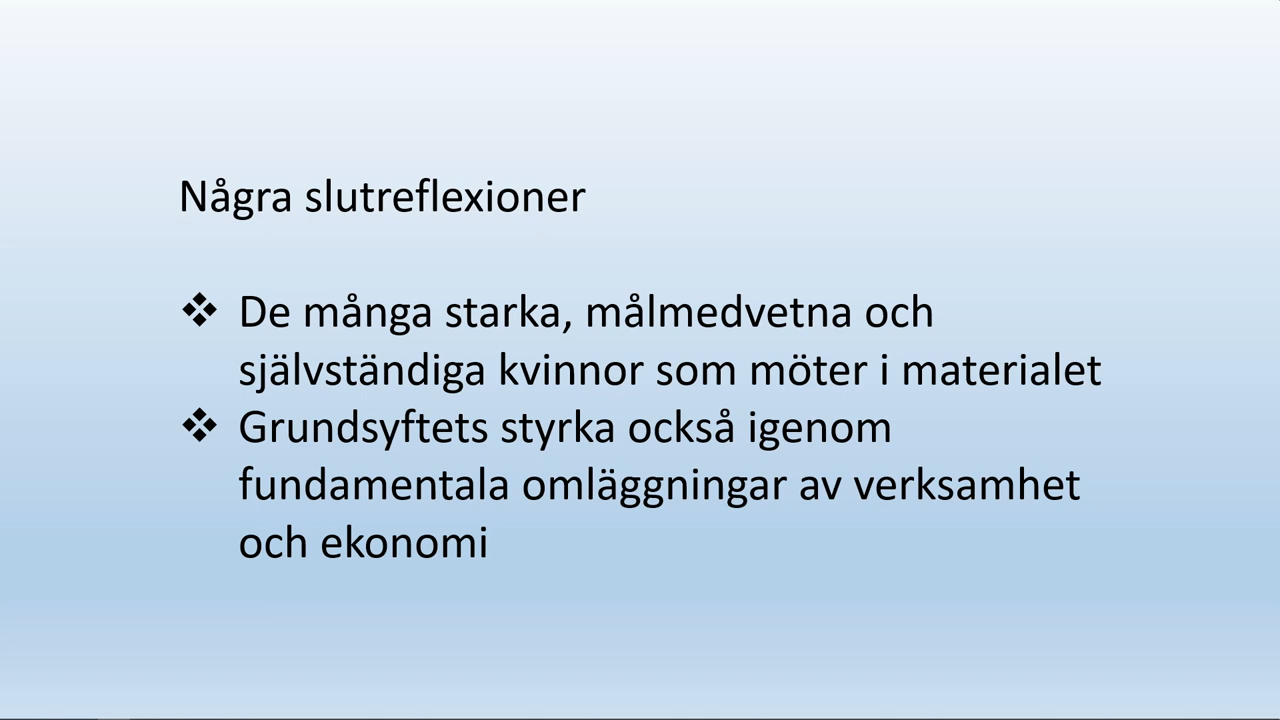 Några slutreflexioner
❖ De många starka, målmedvetna och
självständiga kvinnor som möter i materialet
❖ Grundsyftets styrka också igenom
fundamentala omläggningar av verksamhet
och ekonomi